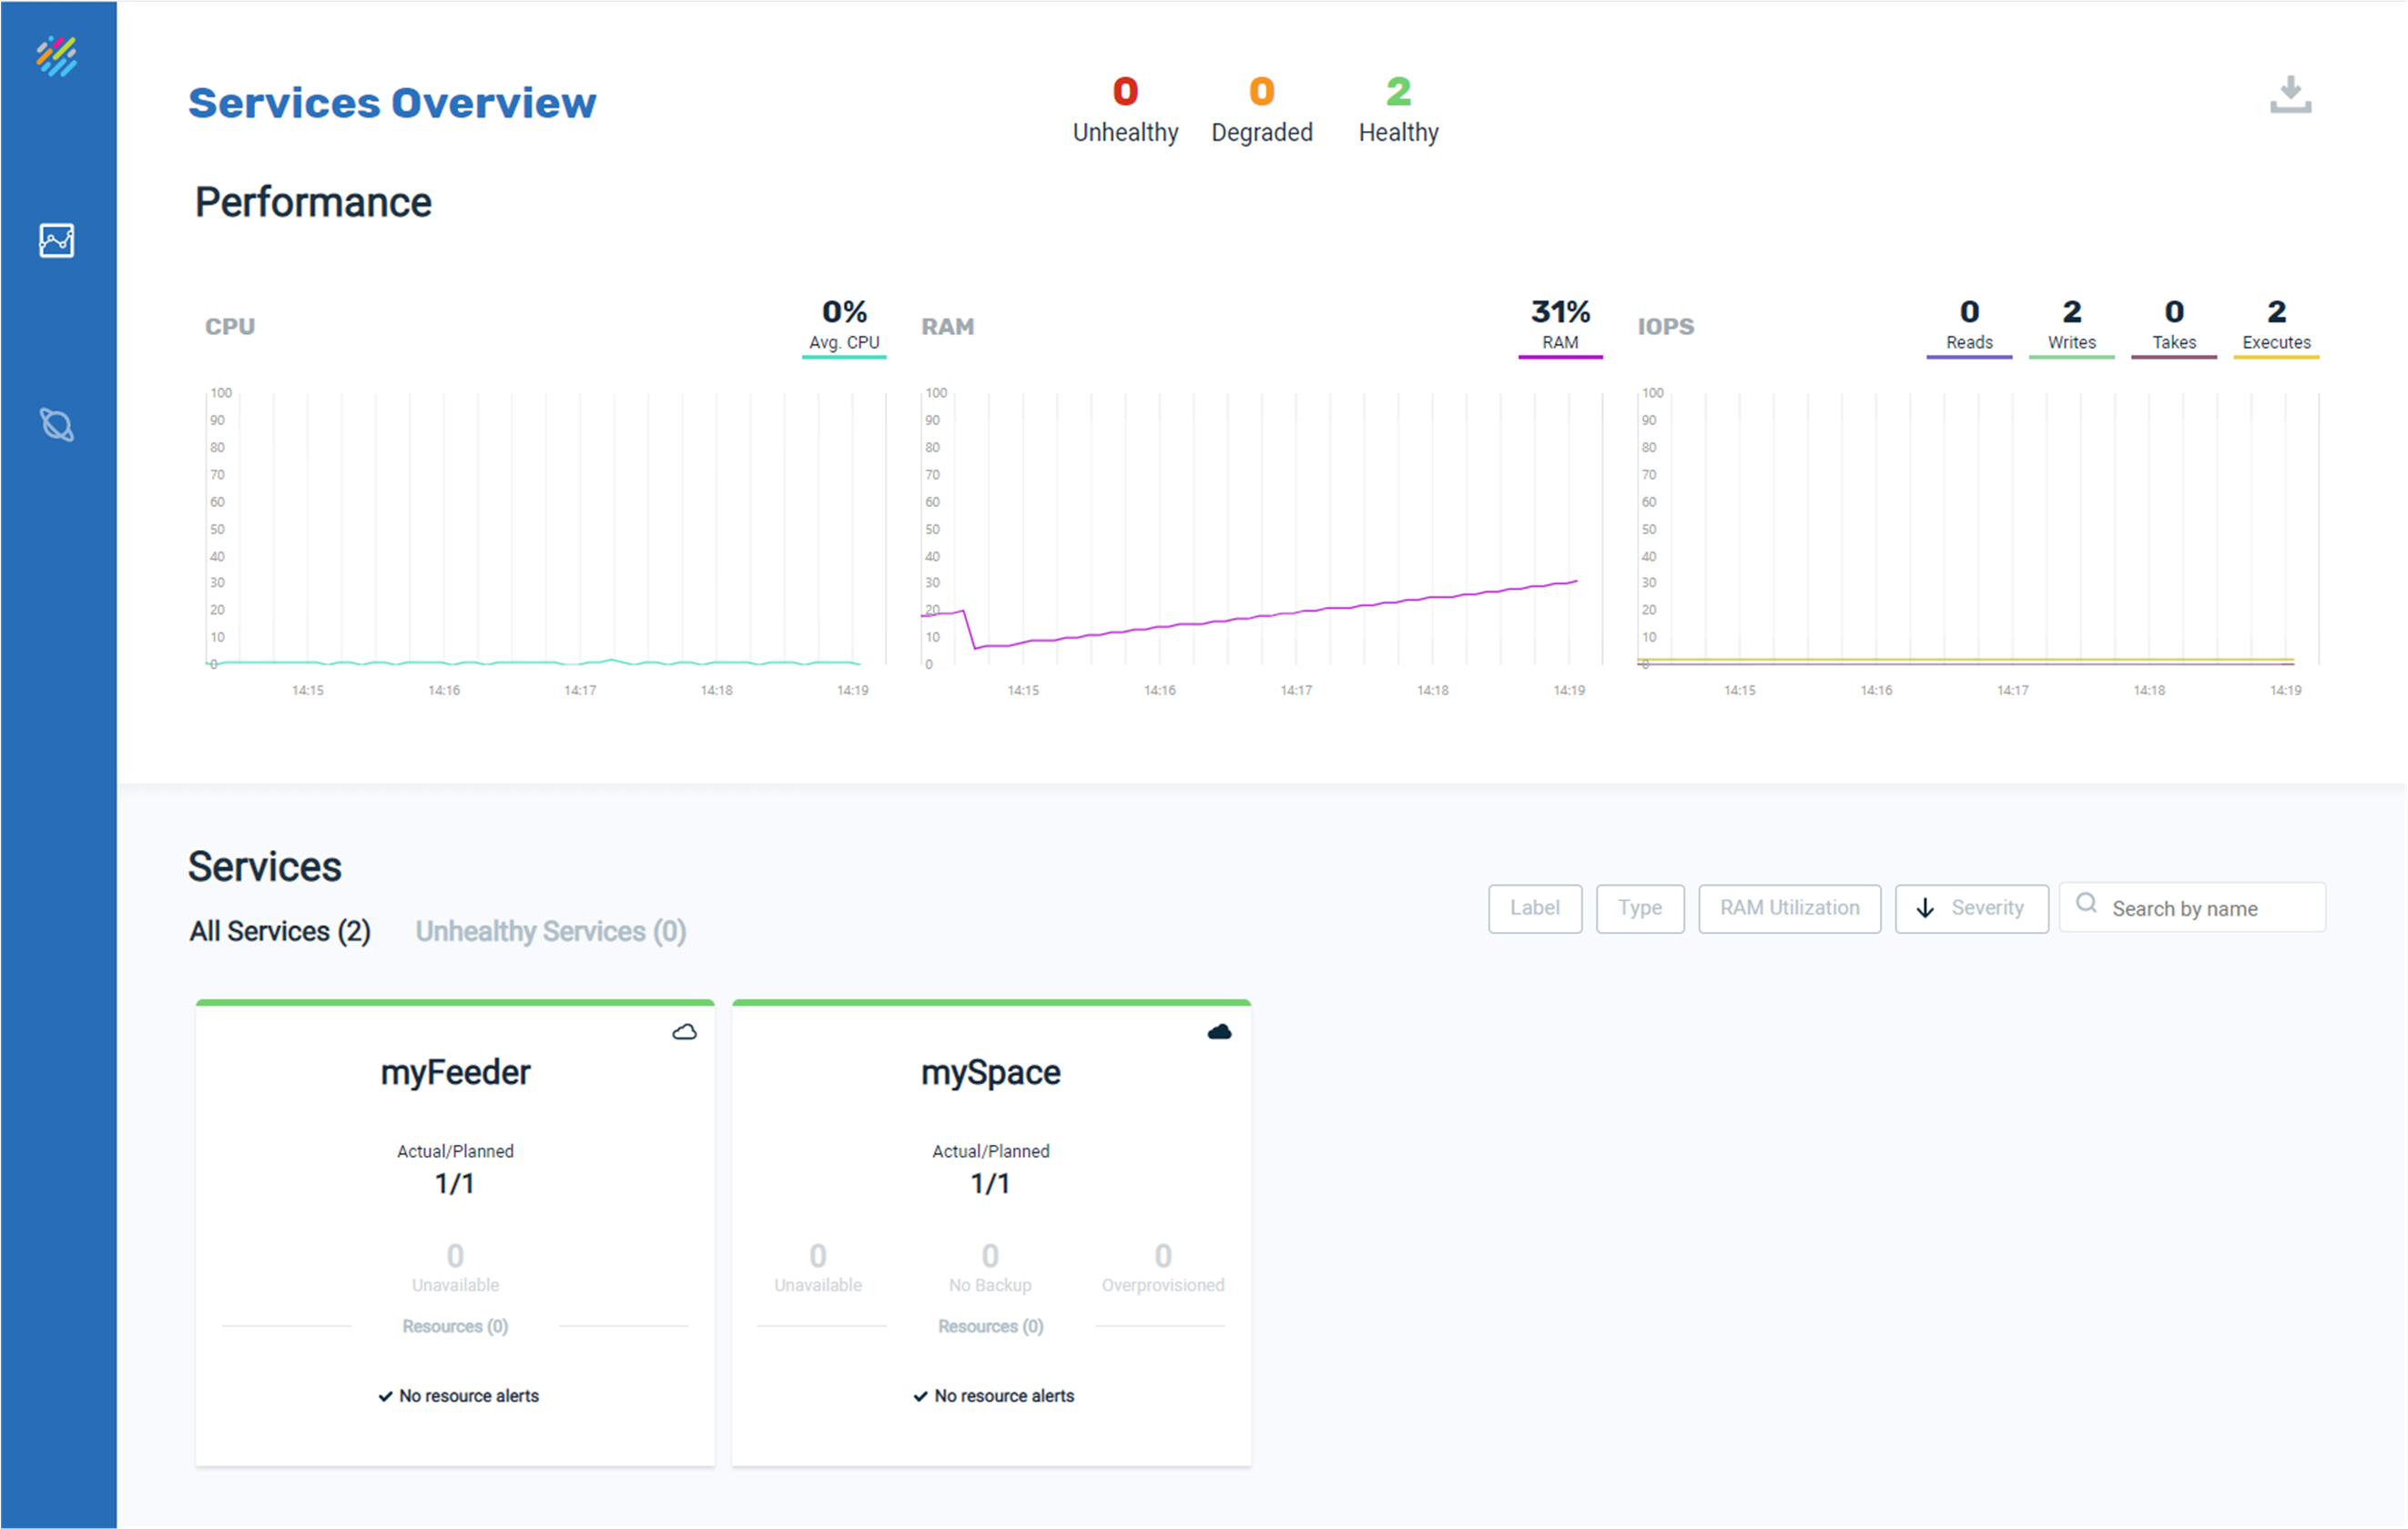 Services Overview
0 0 2
Unhealthy Degraded Healthy
Performance
CPU
0%
Avg. CPU
100
90
80
70
60
50
40
30
20
10
0
14:15 14:16 14:17 14:18 14:19
RAM
31%
RAM
100
90
80
70
60
50
40
30
20
10
0
14:15 14:16 14:17 14:18 14:19
IOPS
0 2 0 2
Reads Writes Takes Executes
100
90
80
70
60
50
40
30
20
10
0
14:15 14:16 14:17 14:18 14:19
Services
All Services (2) Unhealthy Services (0)
Label Type RAM Utilization Severity Search by name
myFeeder
Actual/Planned
1/1
0
Unavailable
Resources (0)
No resource alerts
mySpace
Actual/Planned
1/1
0 0 0
Unavailable No Backup Overprovisioned
Resources (0)
No resource alerts